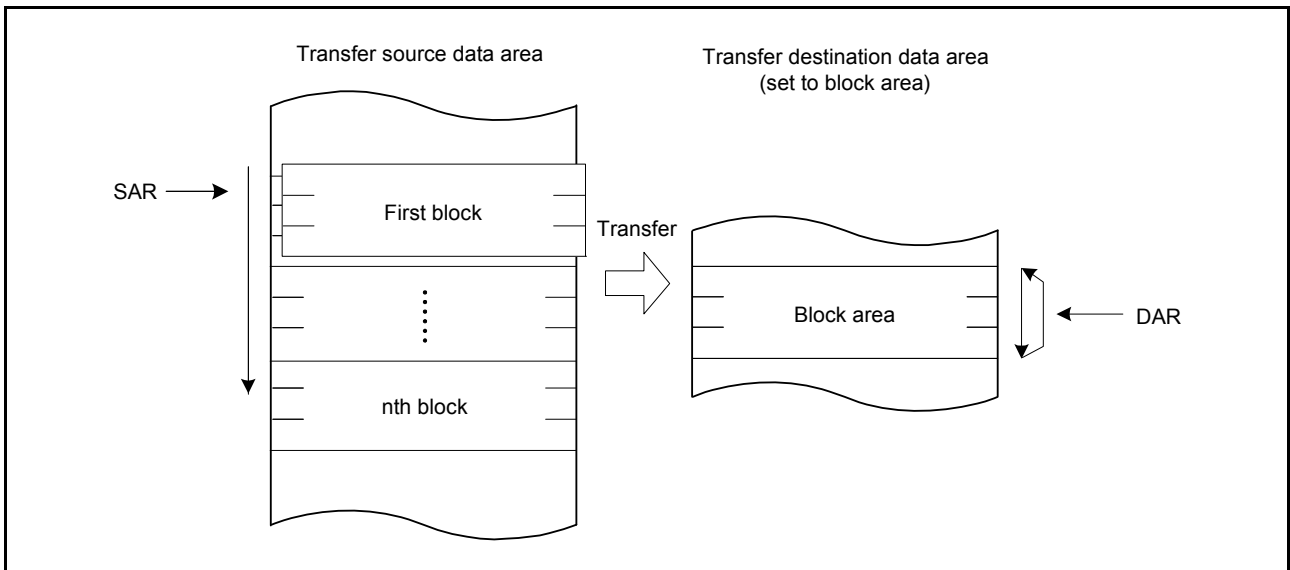 Transfer source data area
Transfer destination data area
(set to block area)
SAR
First block
Transfer
Block area
DAR
nth block